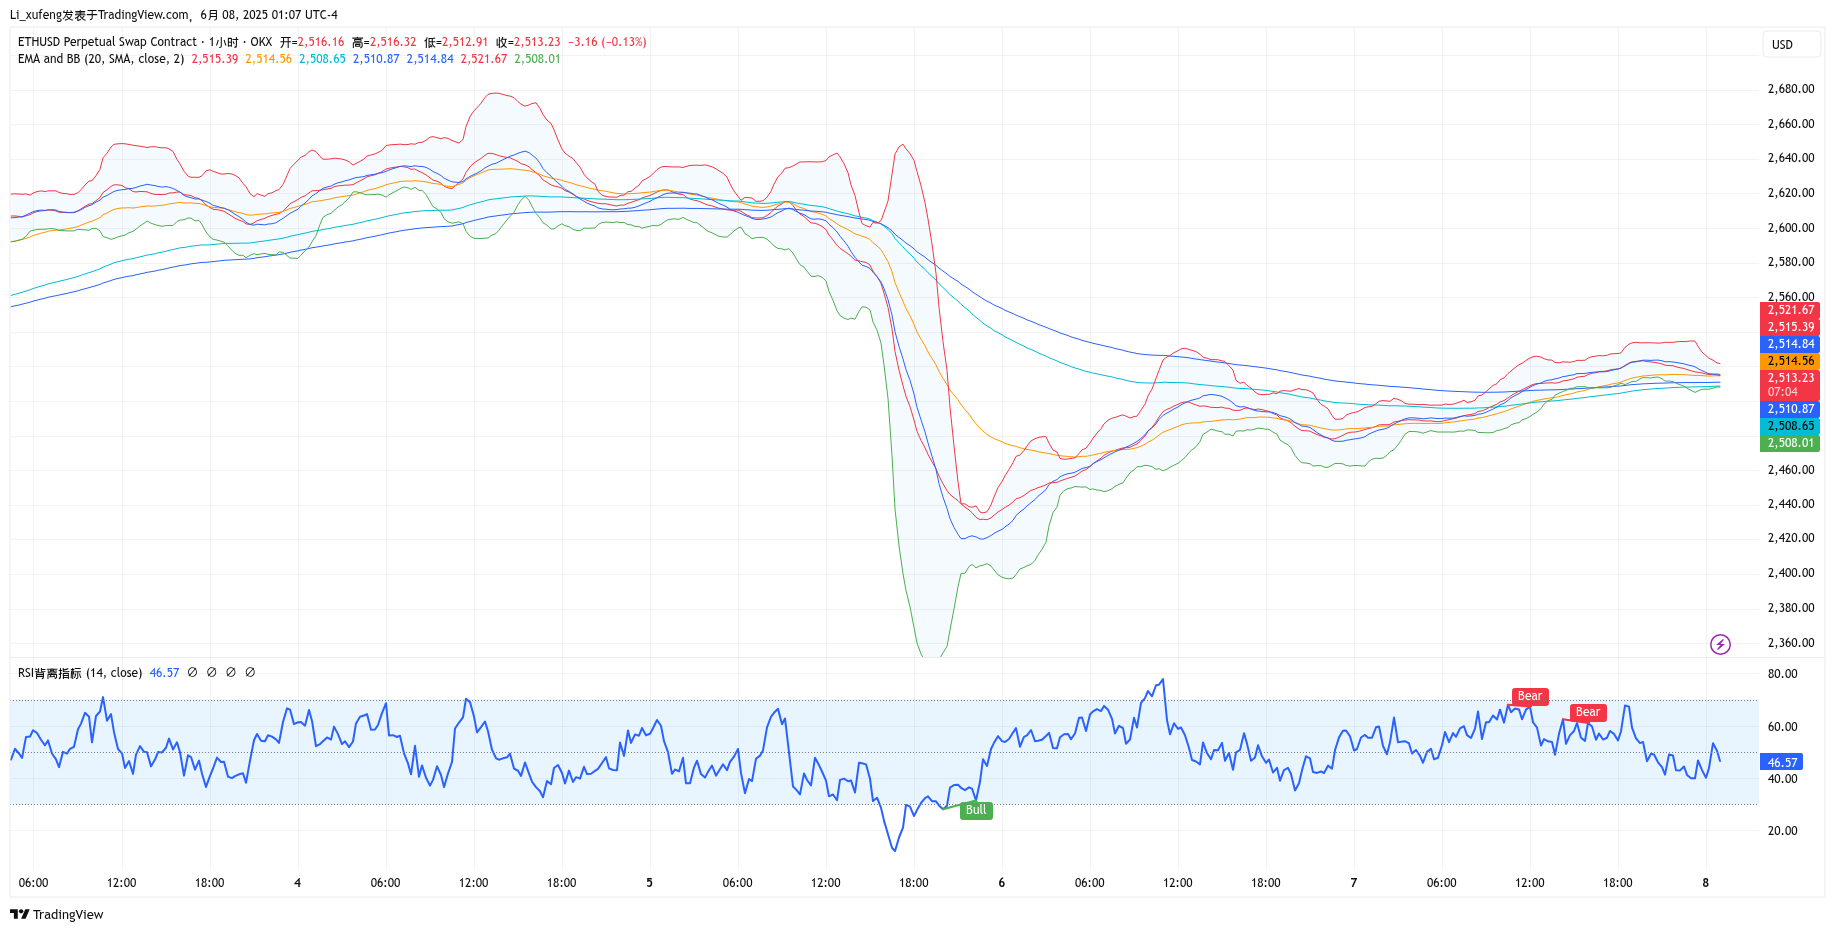 Li_xufeng发表于TradingView.com, 6月 08, 2025 01:07 UTC-4
ETHUSD Perpetual Swap Contract · 1小时 · OKX 开=2,516.16 高=2,516.32 低=2,512.91 收=2,513.23 −3.16 (−0.13%)
EMA and BB (20, SMA, close, 2) 2,515.39 2,514.56 2,508.65 2,510.87 2,514.84 2,521.67 2,508.01
USD
2,680.00
2,660.00
2,640.00
2,620.00
2,600.00
2,580.00
2,560.00
2,521.67
2,515.39
2,514.84
2,514.56
2,513.23
07:04
2,510.87
2,508.65
2,508.01
2,460.00
2,440.00
2,420.00
2,400.00
2,380.00
2,360.00
RSI背离指标 (14, close) 46.57 ∅ ∅ ∅ ∅
80.00
Bear
Bear
60.00
46.57
40.00
Bull
20.00
06:00 12:00 18:00 4 06:00 12:00 18:00 5 06:00 12:00 18:00 6 06:00 12:00 18:00 7 06:00 12:00 18:00 8
TradingView